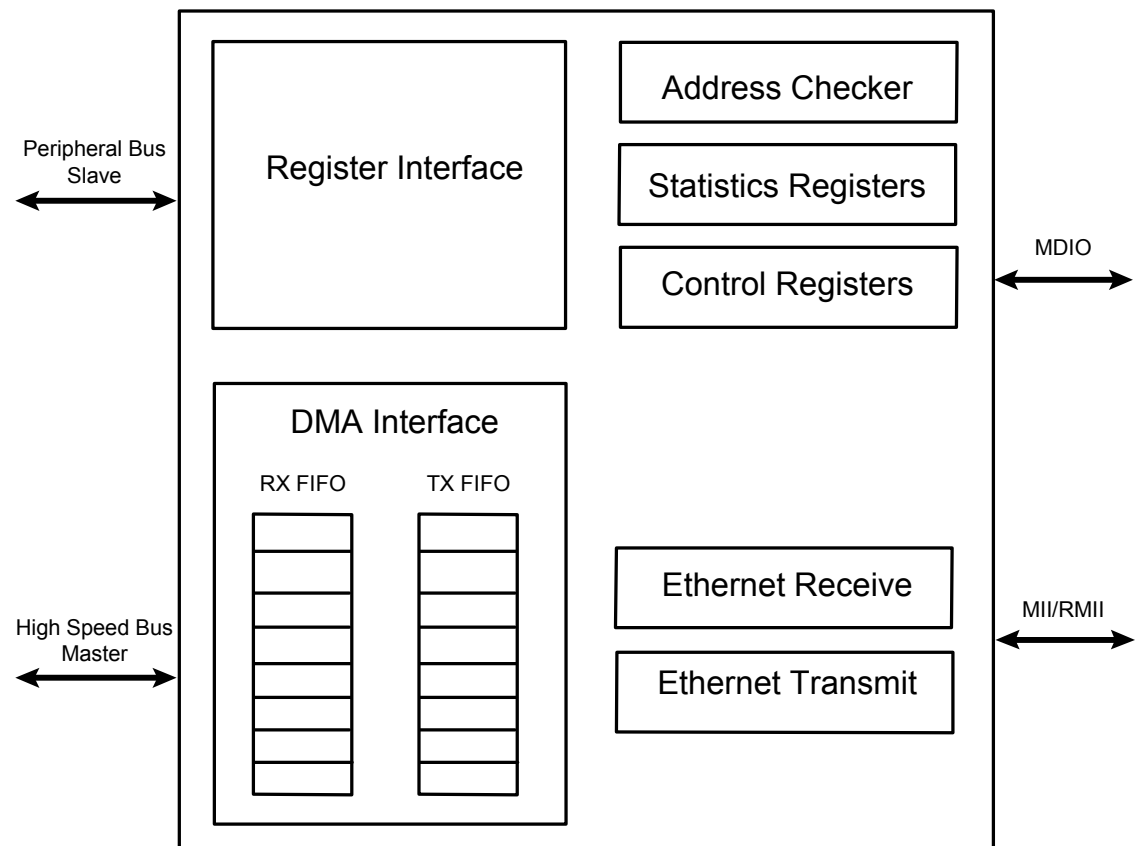 Address Checker
Register Interface
Peripheral Bus
Slave
Statistics Registers
MDIO
Control Registers
DMA Interface
RX FIFO
TX FIFO
Ethernet Receive
MII/RMII
High Speed Bus
Master
Ethernet Transmit